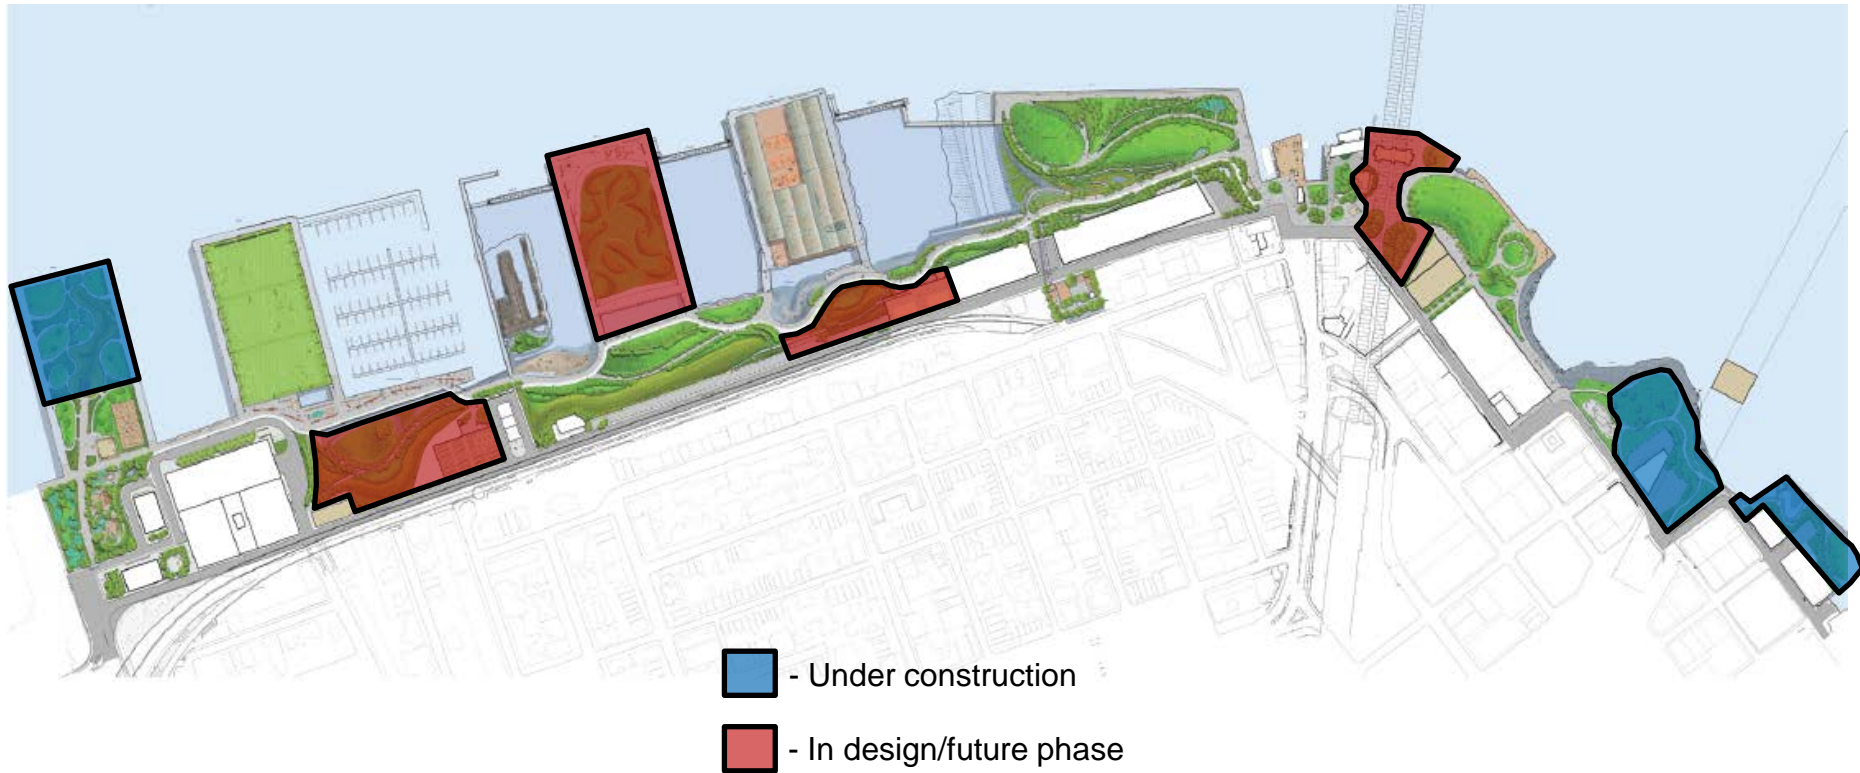 - Under construction
- In design/future phase